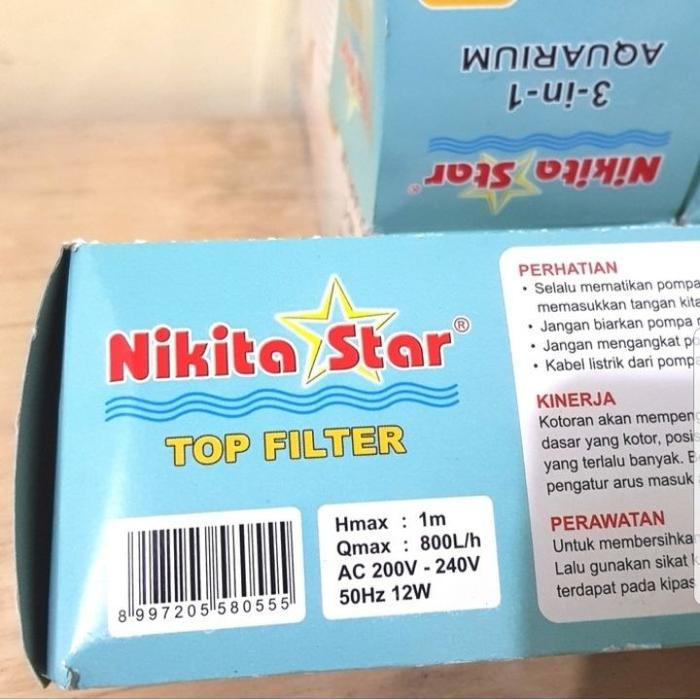 3-in-1
AQUARIUM
Nikita Star®
Nikita Star®
TOP FILTER
8 997205 580555
Hmax : 1m
Qmax : 800L/h
AC 200V - 240V
50Hz 12W
PERHATIAN
• Selalu mematikan pompa
memasukkan tangan kita
• Jangan biarkan pompa
• Jangan mengangkat
• Kabel listrik dari pompa
KINERJA
Kotoran akan
dasar yang kotor,
yang terlalu banyak.
pengatur arus masuk
PERAWATAN
Untuk membersihkan
Lalu gunakan sikat
terdapat pada kipas